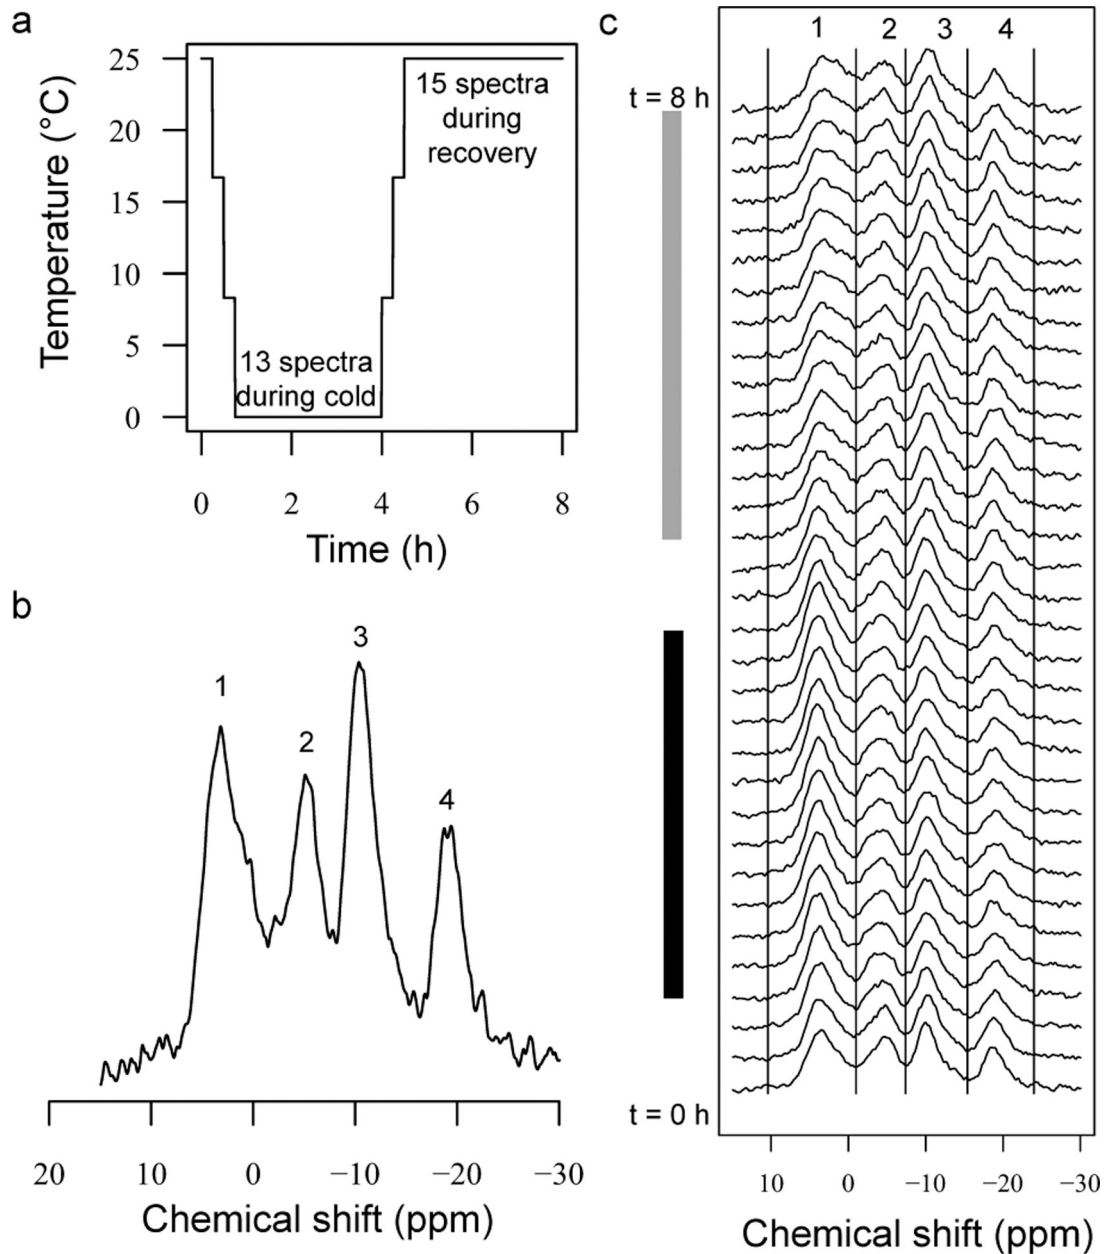 a
Temperature (°C)
25
20
15
10
5
0
15 spectra
during
recovery
13 spectra
during cold
0 2 4 6 8
Time (h)
b
1
2
3
4
20 10 0 −10 −20 −30
Chemical shift (ppm)
c
1 2 3 4
t = 8 h
t = 0 h
10 0 −10 −20 −30
Chemical shift (ppm)